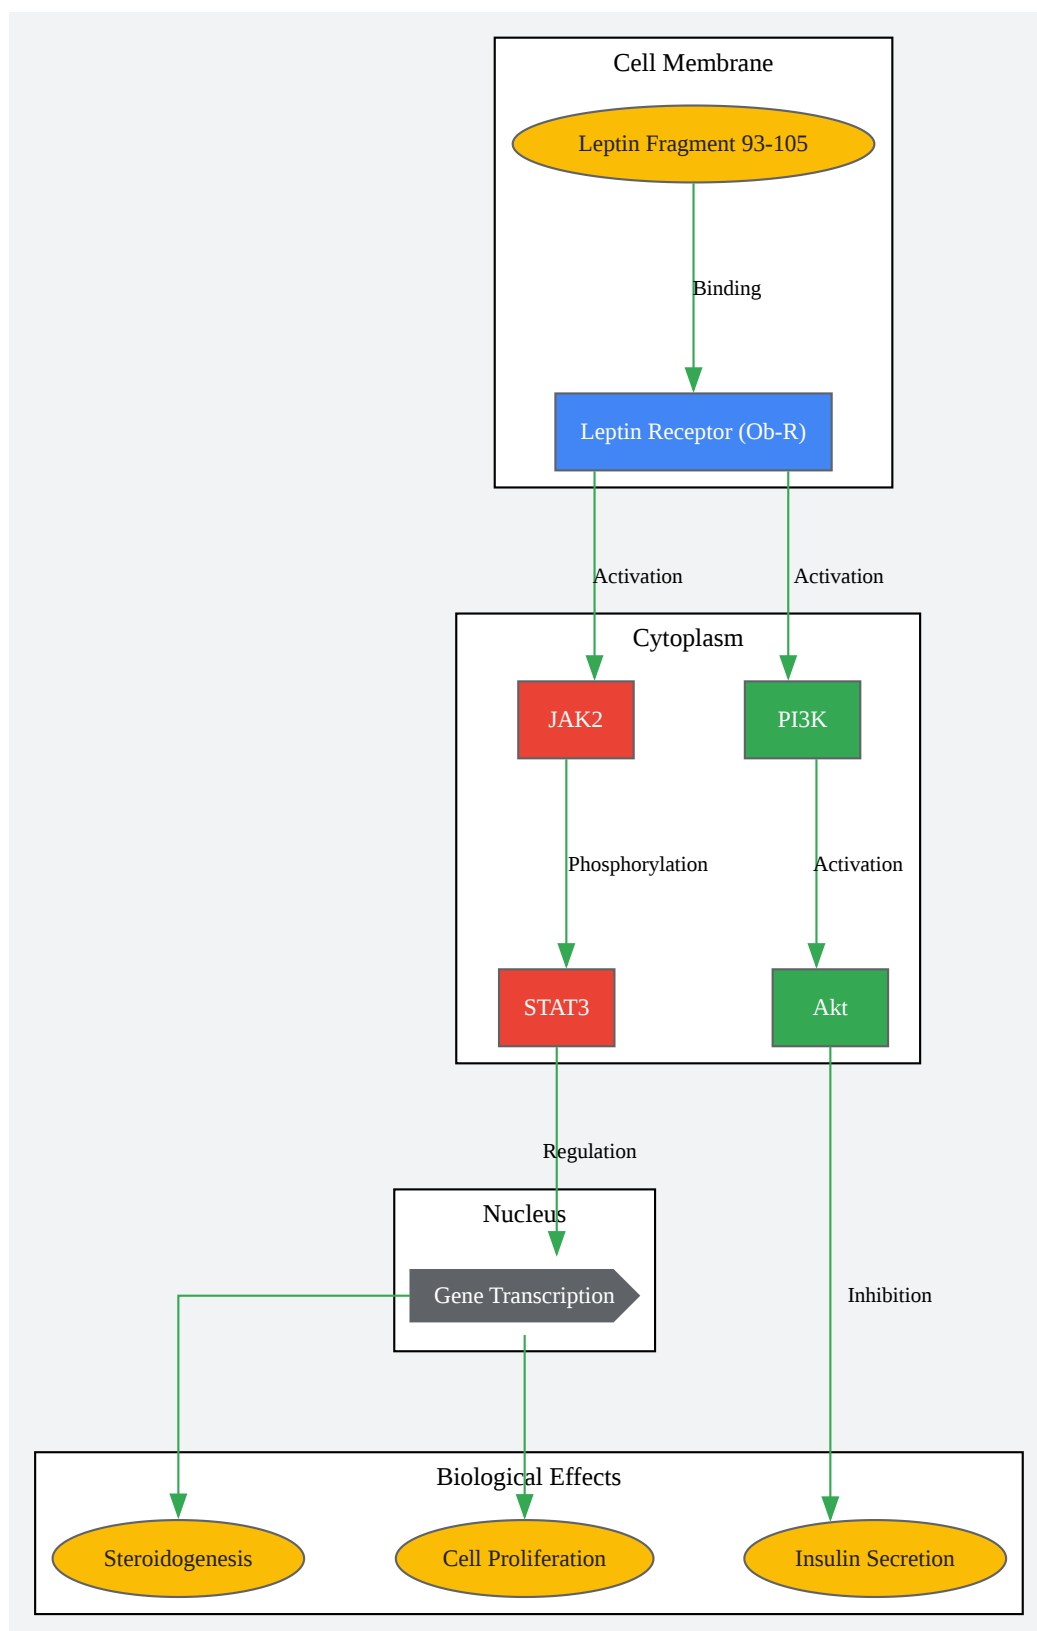 Cell Membrane
Leptin Fragment 93-105
Binding
Leptin Receptor (Ob-R)
Activation
Activation
Cytoplasm
JAK2
PI3K
Phosphorylation
Activation
STAT3
Akt
Regulation
Nucleus
Gene Transcription
Inhibition
Biological Effects
Steroidogenesis
Cell Proliferation
Insulin Secretion